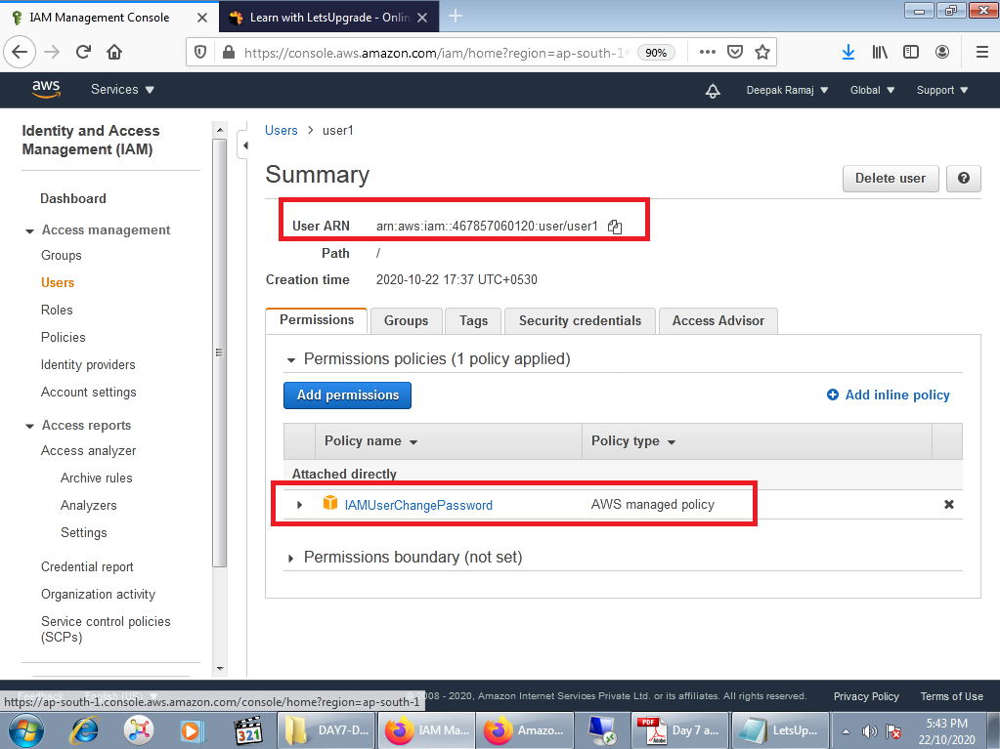 IAM Management Console
Learn with LetsUpgrade - Onlin
https://console.aws.amazon.com/iam/home?region=ap-south-1#
90%
aws
Services
Deepak Ramaj
Global
Support
Identity and Access
Management (IAM)
Dashboard
Access management
Groups
Users
Roles
Policies
Identity providers
Account settings
Access reports
Access analyzer
Archive rules
Analyzers
Settings
Credential report
Organization activity
Service control policies
(SCPs)
Users > user1
Summary
Delete user
?
User ARN arn:aws:iam::467857060120:user/user1
Path /
Creation time 2020-10-22 17:37 UTC+0530
Permissions
Groups
Tags
Security credentials
Access Advisor
Permissions policies (1 policy applied)
Add permissions
Add inline policy
Policy name
Policy type
Attached directly
IAMUserChangePassword AWS managed policy
Permissions boundary (not set)
Feedback English (US)
© 2008 - 2020, Amazon Internet Services Private Ltd. or its affiliates. All rights reserved.
Privacy Policy
Terms of Use
https://ap-south-1.console.aws.amazon.com/console/home?region=ap-south-1
321
DAY7-D...
IAM Ma...
Amazo...
PDF
Adobe
Day 7 a...
LetsUp...
5:43 PM
22/10/2020